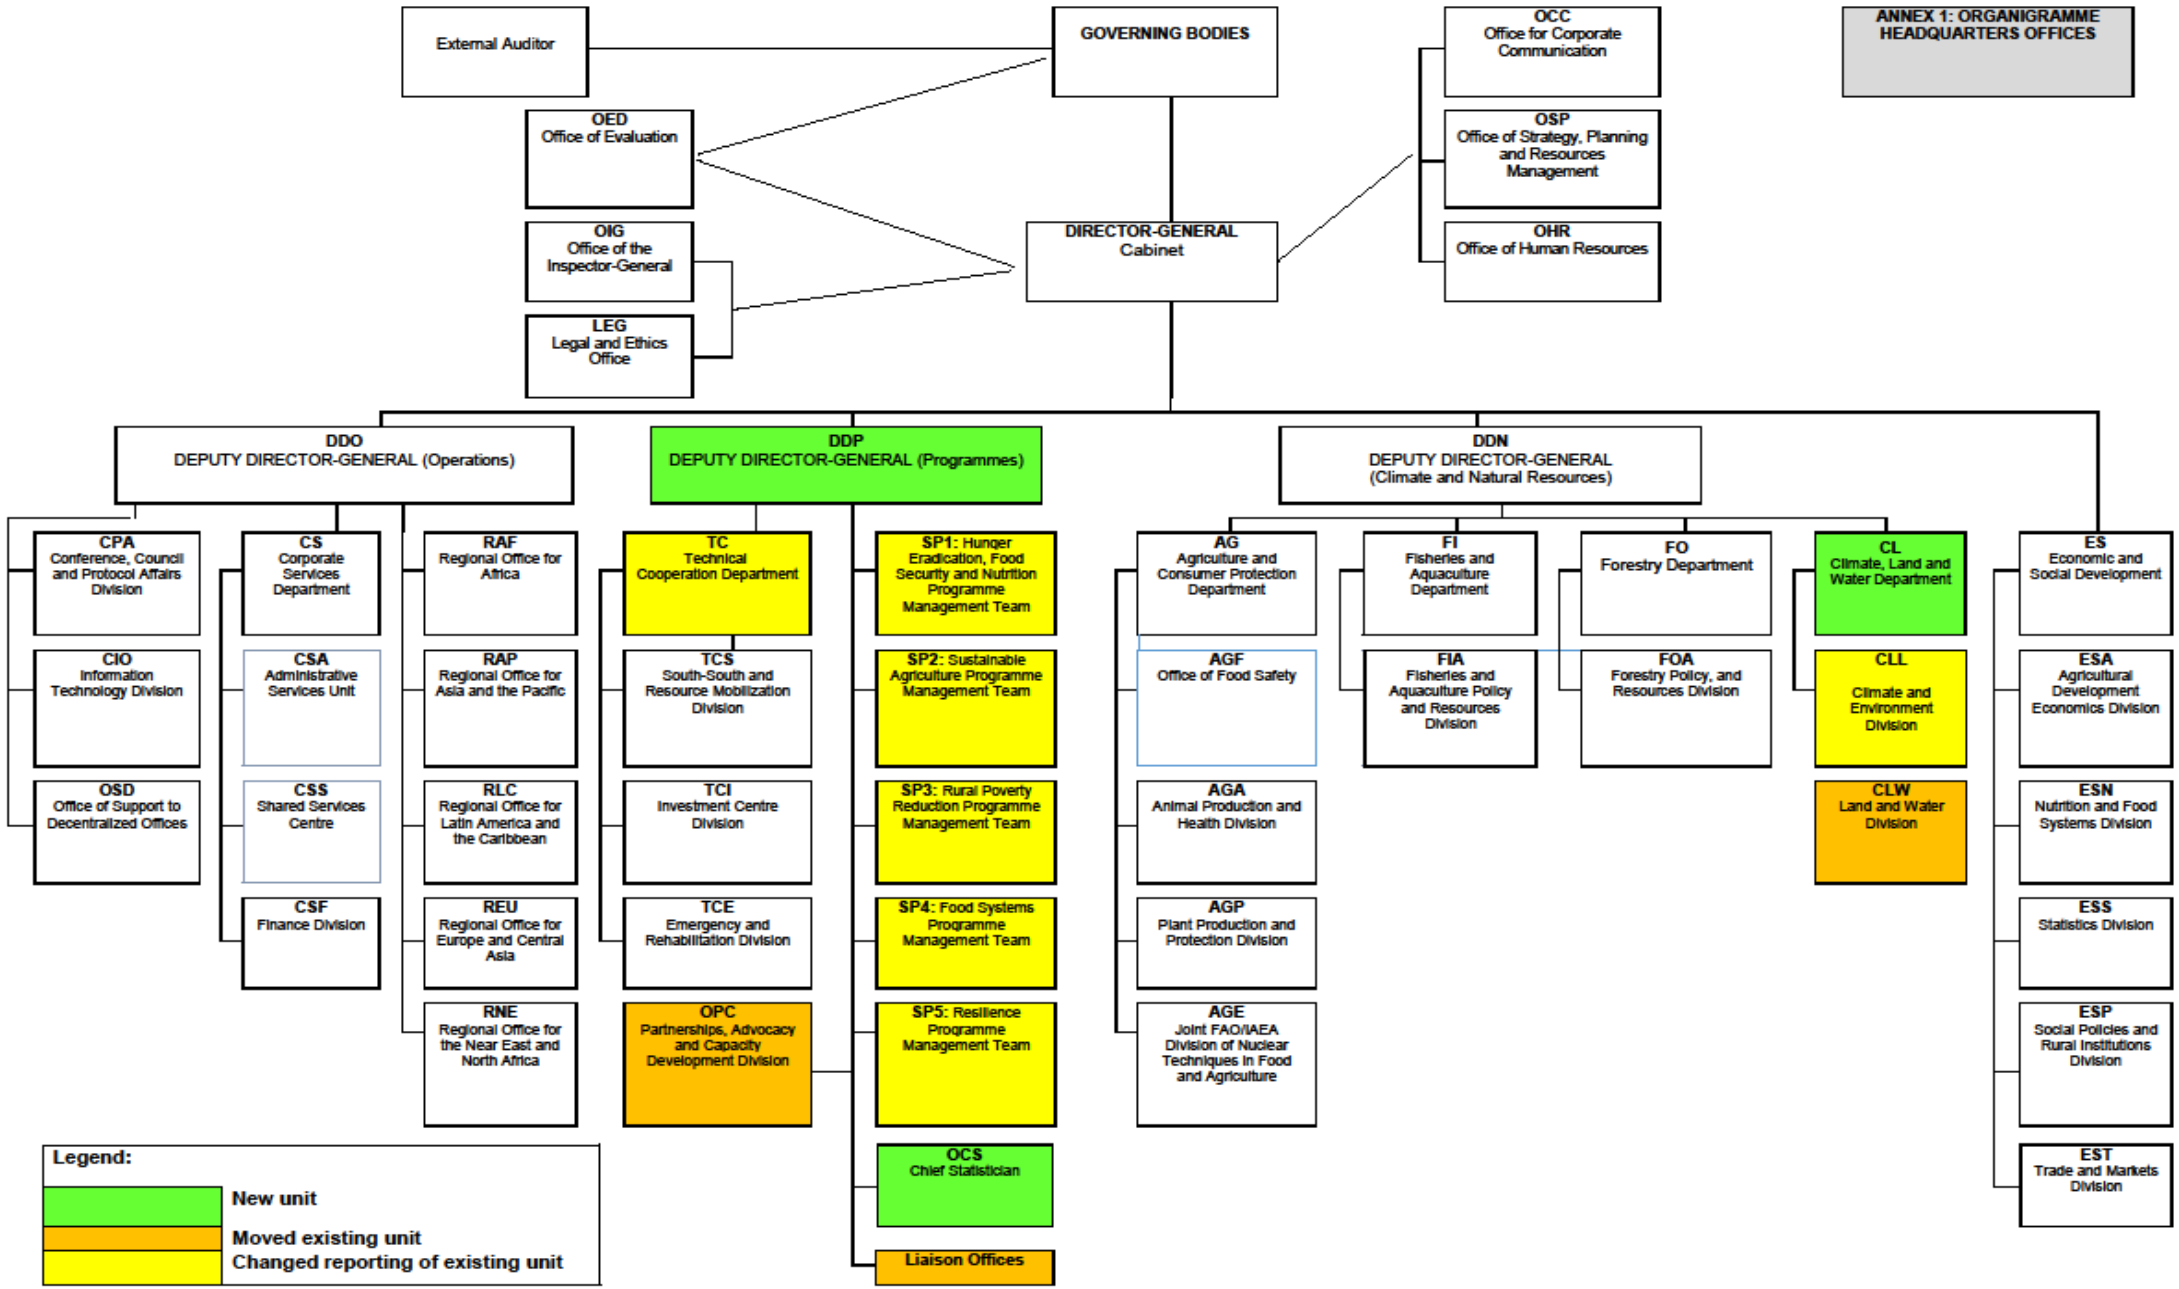 ANNEX 1: ORGANIGRAMME
HEADQUARTERS OFFICES
External Auditor
GOVERNING BODIES
OCC
Office for Corporate
Communication
OED
Office of Evaluation
OSP
Office of Strategy, Planning
and Resources
Management
OIG
Office of the
Inspector-General
DIRECTOR-GENERAL
Cabinet
OHR
Office of Human Resources
LEG
Legal and Ethics
Office
DDO
DEPUTY DIRECTOR-GENERAL (Operations)
DDP
DEPUTY DIRECTOR-GENERAL (Programmes)
DDN
DEPUTY DIRECTOR-GENERAL
(Climate and Natural Resources)
CPA
Conference, Council
and Protocol Affairs
Division
CIO
Information
Technology Division
OSD
Office of Support to
Decentralized Offices
CS
Corporate
Services
Department
CSA
Administrative
Services Unit
CSS
Shared Services
Centre
CSF
Finance Division
RAF
Regional Office for
Africa
RAP
Regional Office for
Asia and the Pacific
RLC
Regional Office for
Latin America and
the Caribbean
REU
Regional Office for
Europe and Central
Asia
RNE
Regional Office for
the Near East and
North Africa
TC
Technical
Cooperation Department
TCS
South-South and
Resource Mobilization
Division
TCI
Investment Centre
Division
TCE
Emergency and
Rehabilitation Division
OPC
Partnerships, Advocacy
and Capacity
Development Division
SP1: Hunger
Eradication, Food
Security and Nutrition
Programme
Management Team
SP2: Sustainable
Agriculture Programme
Management Team
SP3: Rural Poverty
Reduction Programme
Management Team
SP4: Food Systems
Programme
Management Team
SP5: Resilience
Programme
Management Team
OCS
Chief Statistician
Liaison Offices
AG
Agriculture and
Consumer Protection
Department
AGF
Office of Food Safety
AGA
Animal Production and
Health Division
AGP
Plant Production and
Protection Division
AGE
Joint FAO/IAEA
Division of Nuclear
Techniques in Food
and Agriculture
FI
Fisheries and
Aquaculture
Department
FIA
Fisheries and
Aquaculture Policy
and Resources
Division
FO
Forestry Department
FOA
Forestry Policy, and
Resources Division
CL
Climate, Land and
Water Department
CLL
Climate and
Environment
Division
CLW
Land and Water
Division
ES
Economic and
Social Development
ESA
Agricultural
Development
Economics Division
ESN
Nutrition and Food
Systems Division
ESS
Statistics Division
ESP
Social Policies and
Rural Institutions
Division
EST
Trade and Markets
Division
Legend:
New unit
Moved existing unit
Changed reporting of existing unit